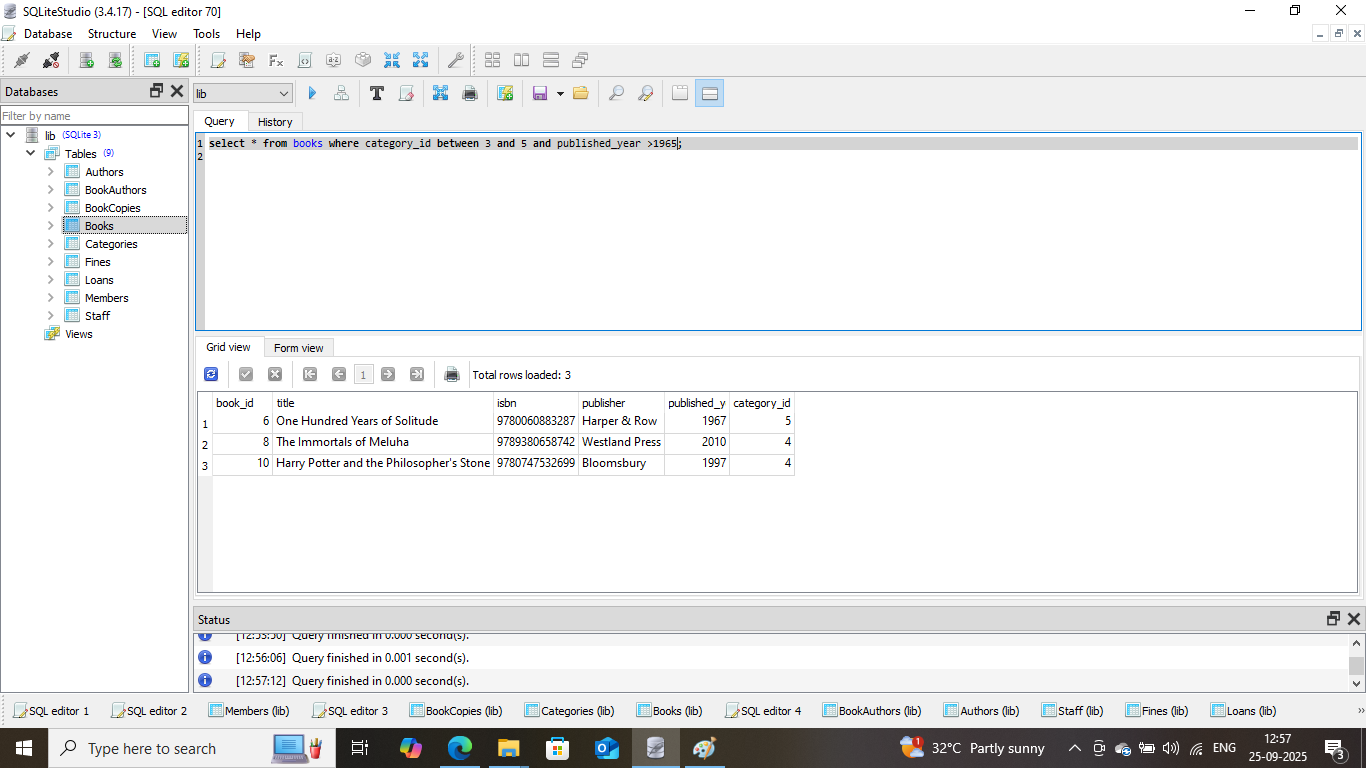 SQLiteStudio (3.4.17) - [SQL editor 70]
Database Structure View Tools Help
Databases
lib
Query History
Filter by name
lib (SQLite 3)
Tables (9)
Authors
BookAuthors
BookCopies
Books
Categories
Fines
Loans
Members
Staff
Views
1 select * from books where category_id between 3 and 5 and published_year >1965;
2
Grid view Form view
1 Total rows loaded: 3
book_id title isbn publisher published_y category_id
1 6 One Hundred Years of Solitude 9780060883287 Harper & Row 1967 5
2 8 The Immortals of Meluha 9789380658742 Westland Press 2010 4
3 10 Harry Potter and the Philosopher's Stone 9780747532699 Bloomsbury 1997 4
Status
[12:53:50] Query finished in 0.000 second(s).
[12:56:06] Query finished in 0.001 second(s).
[12:57:12] Query finished in 0.000 second(s).
SQL editor 1 SQL editor 2 Members (lib) SQL editor 3 BookCopies (lib) Categories (lib) Books (lib) SQL editor 4 BookAuthors (lib) Authors (lib) Staff (lib) Fines (lib) Loans (lib) »
Type here to search
1 32°C Partly sunny ENG 12:57
25-09-2025 3